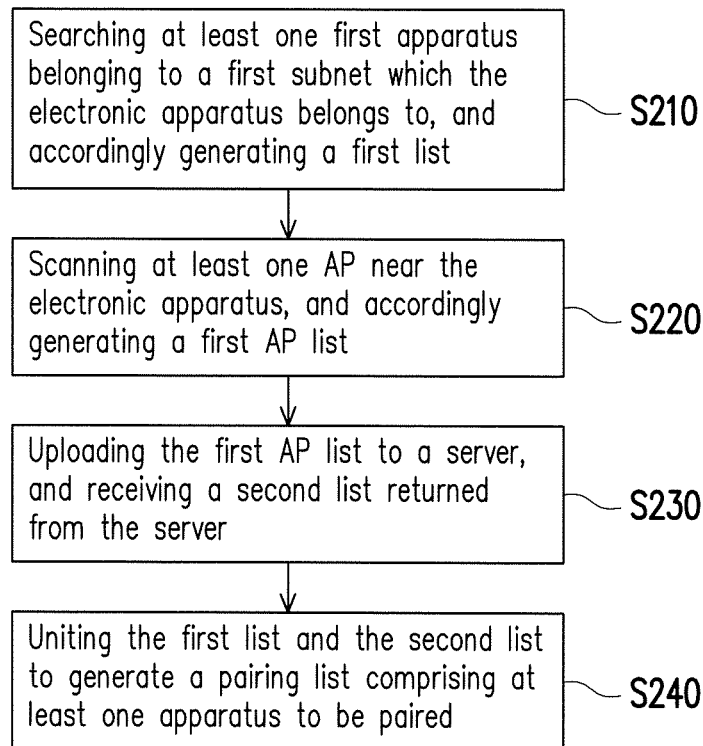 Searching at least one first apparatus
belonging to a first subnet which the
electronic apparatus belongs to, and
accordingly generating a first list
S210
Scanning at least one AP near the
electronic apparatus, and accordingly
generating a first AP list
S220
Uploading the first AP list to a server,
and receiving a second list returned
from the server
S230
Uniting the first list and the second list
to generate a pairing list comprising at
least one apparatus to be paired
S240